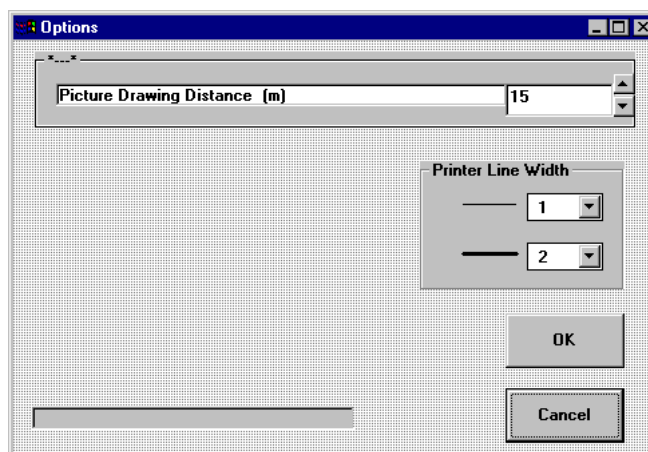 Options
*---*
Picture Drawing Distance (m) 15
Printer Line Width
1
2
OK
Cancel